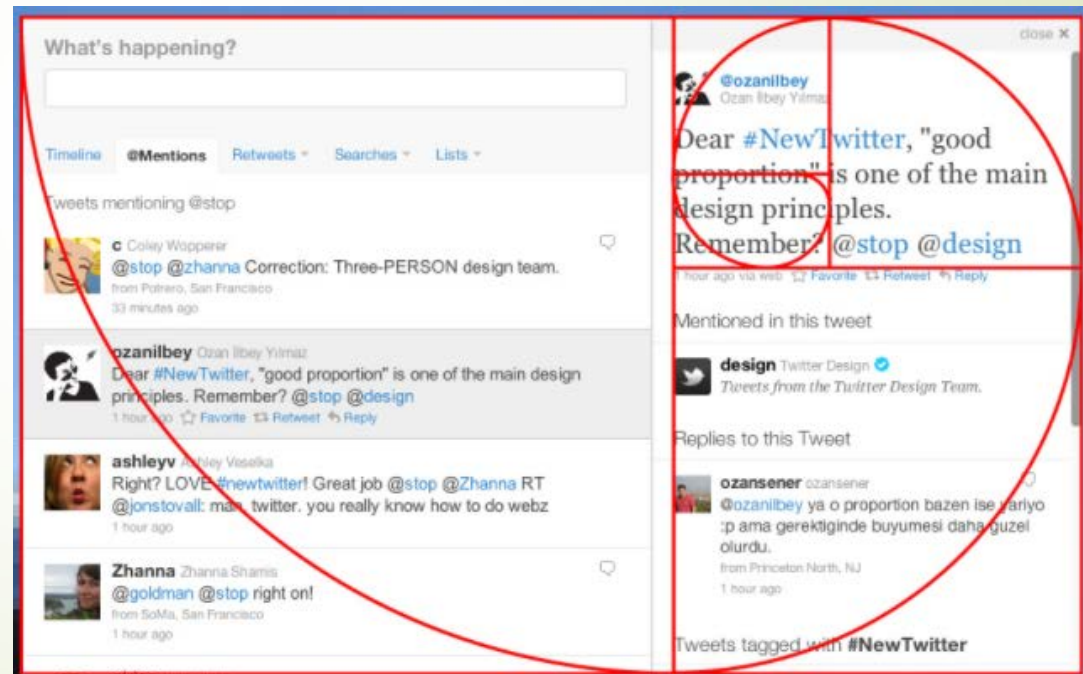 What's happening?
Timeline @Mentions Retweets Searches Lists
Tweets mentioning @stop
c Coley Wopperer
@stop @zhanna Correction: Three-PERSON design team.
from Potrero, San Francisco
33 minutes ago
ozanilbey Ozan Ilbey Yılmaz
Dear #NewTwitter, "good proportion" is one of the main design
principles. Remember? @stop @design
1 hour ago Favorite Retweet Reply
ashleyv Ashley Veselka
Right? LOVE #newtwitter! Great job @stop @Zhanna RT
@jonstovall: man, twitter. you really know how to do webz
1 hour ago
Zhanna Zhanna Shamis
@goldman @stop right on!
from SoMa, San Francisco
1 hour ago
close ×
@ozanilbey
Ozan Ilbey Yılmaz
Dear #NewTwitter, "good
proportion" is one of the main
design principles.
Remember? @stop @design
1 hour ago via web Favorite Retweet Reply
Mentioned in this tweet
design Twitter Design
Tweets from the Twitter Design Team.
Replies to this Tweet
ozansener ozansener
@ozanilbey ya o proportion bazen ise yariyo
:p ama gerektiginde buyumesi daha guzel
olurdu.
from Princeton North, NJ
1 hour ago
Tweets tagged with #NewTwitter